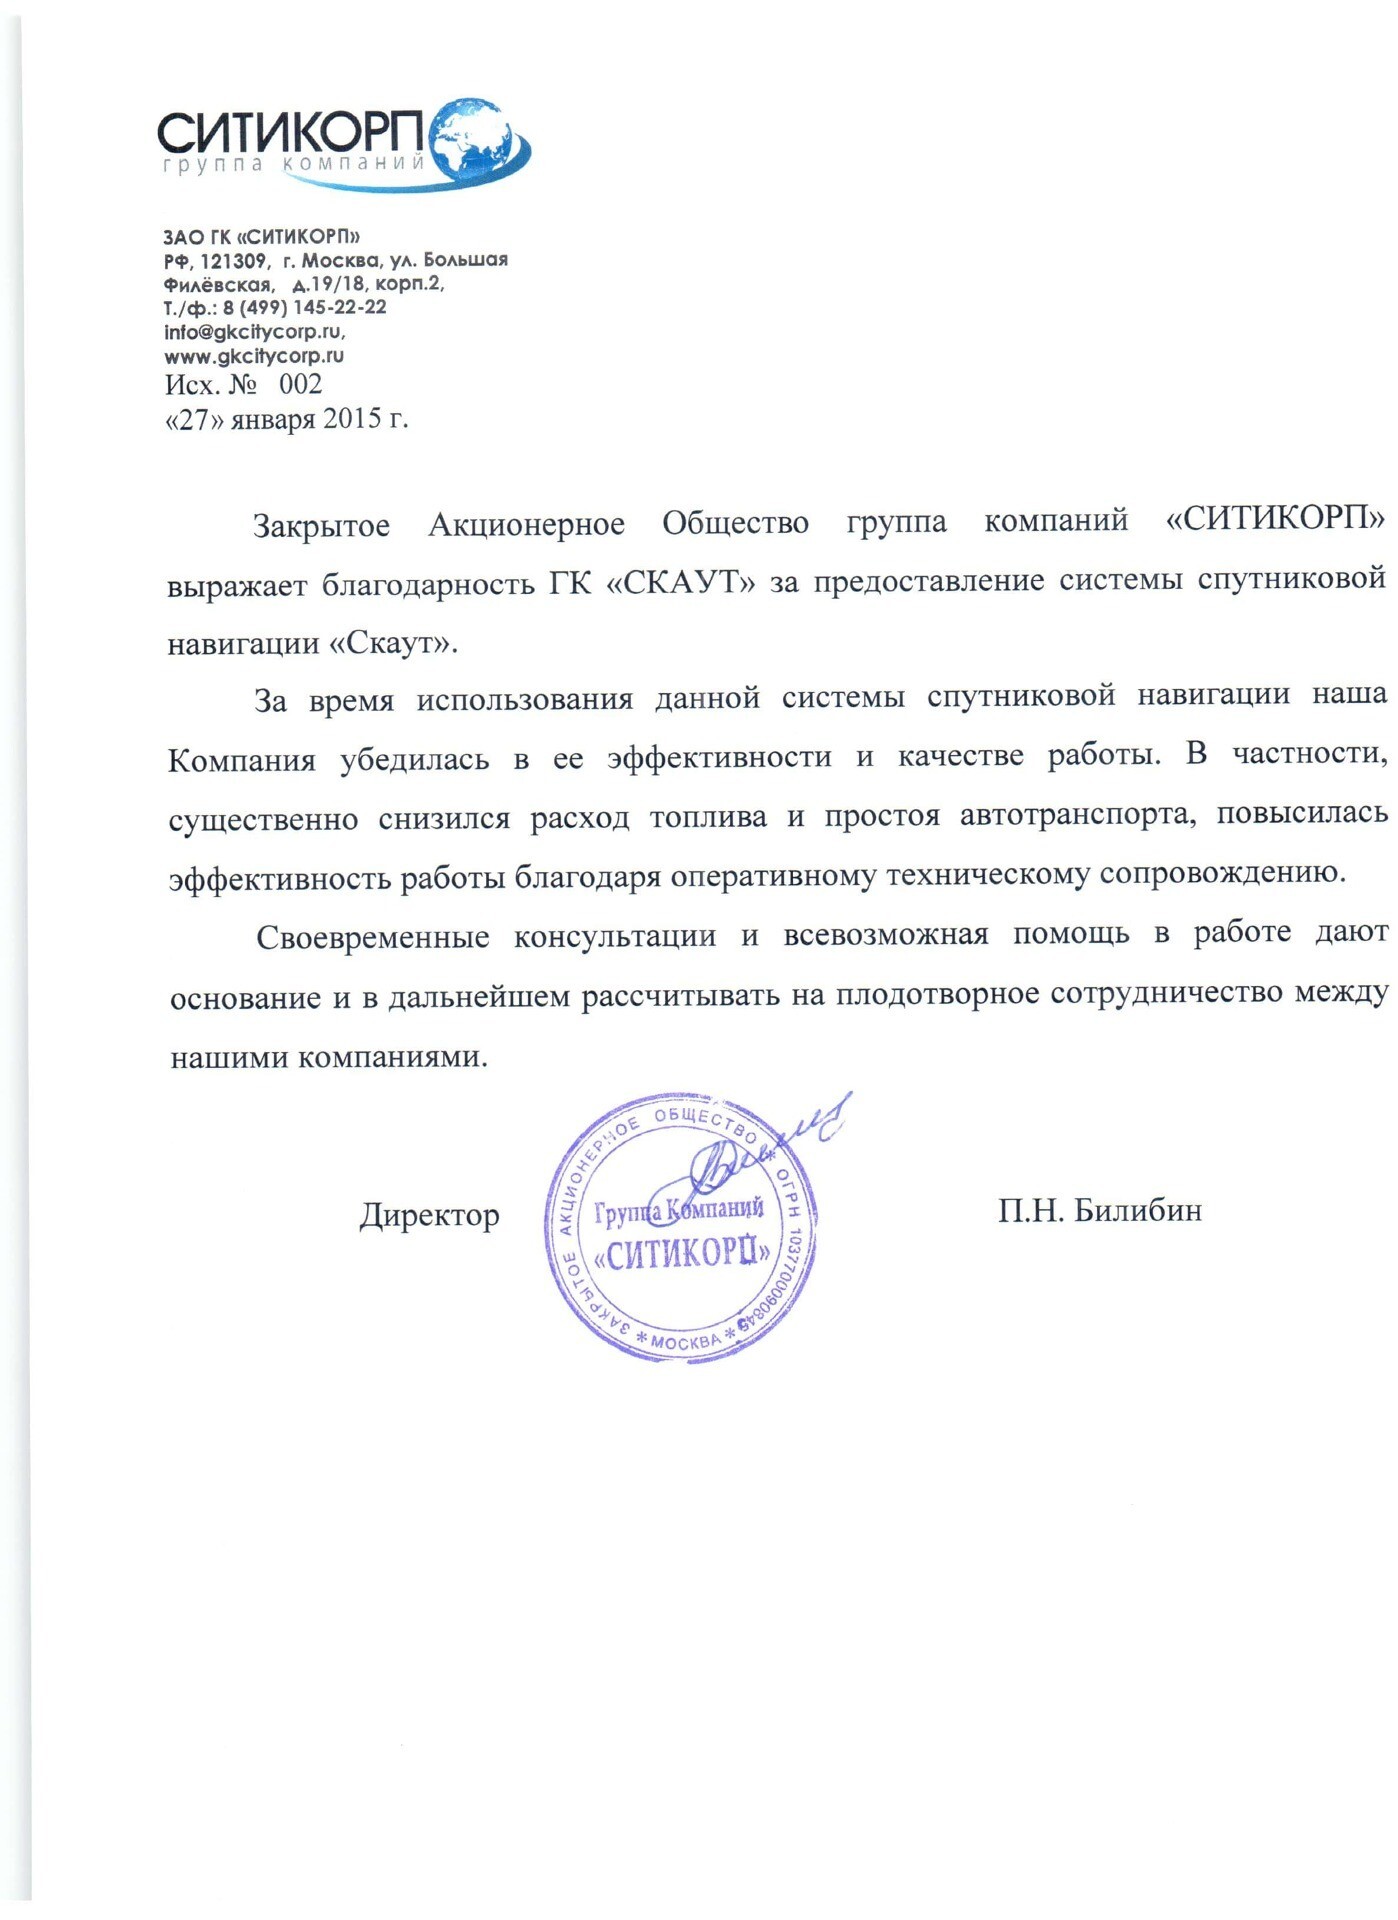 СИТИКОРП
группа компаний
ЗАО ГК «СИТИКОРП»
РФ, 121309, г. Москва, ул. Большая
Филёвская, д.19/18, корп.2,
Т./ф.: 8 (499) 145-22-22
info@gkcitycorp.ru,
www.gkcitycorp.ru
Исх. № 002
«27» января 2015 г.
Закрытое Акционерное Общество группа компаний «СИТИКОРП»
выражает благодарность ГК «СКАУТ» за предоставление системы спутниковой
навигации «Скаут».
За время использования данной системы спутниковой навигации наша
Компания убедилась в ее эффективности и качестве работы. В частности,
существенно снизился расход топлива и простоя автотранспорта, повысилась
эффективность работы благодаря оперативному техническому сопровождению.
Своевременные консультации и всевозможная помощь в работе дают
основание и в дальнейшем рассчитывать на плодотворное сотрудничество между
нашими компаниями.
Директор
ЗАКРЫТОЕ АКЦИОНЕРНОЕ ОБЩЕСТВО * ОГРН 1037700090845 * МОСКВА *
Группа Компаний
«СИТИКОРП»
П.Н. Билибин